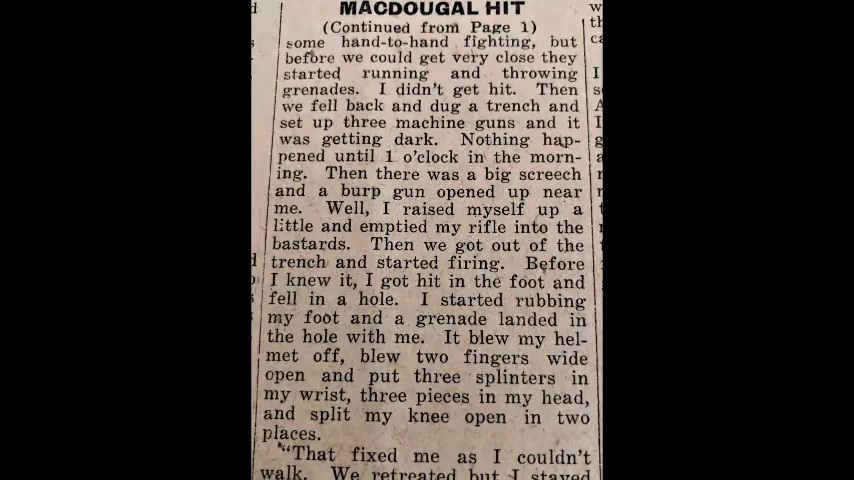 MACDOUGAL HIT
(Continued from Page 1)
some hand-to-hand fighting, but
before we could get very close they
started running and throwing
grenades. I didn't get hit. Then
we fell back and dug a trench and
set up three machine guns and it
was getting dark. Nothing hap-
pened until 1 o'clock in the morn-
ing. Then there was a big screech
and a burp gun opened up near
me. Well, I raised myself up a
little and emptied my rifle into the
bastards. Then we got out of the
trench and started firing. Before
I knew it, I got hit in the foot and
fell in a hole. I started rubbing
my foot and a grenade landed in
the hole with me. It blew my hel-
met off, blew two fingers wide
open and put three splinters in
my wrist, three pieces in my head,
and split my knee open in two
places.
"That fixed me as I couldn't
walk. We retreated but I stayed